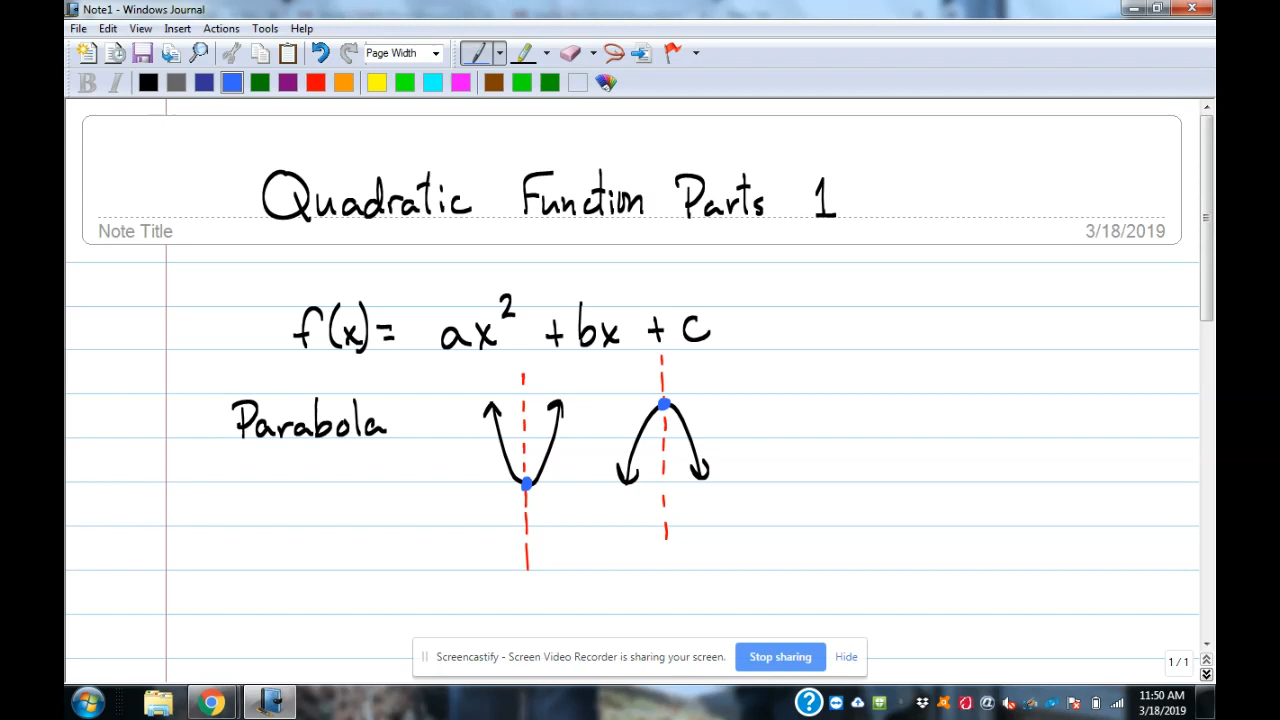 Note1 - Windows Journal
File Edit View Insert Actions Tools Help
Page Width
B I
Quadratic Function Parts 1
Note Title 3/18/2019
f(x)= ax² +bx + c
Parabola
Screencastify - Screen Video Recorder is sharing your screen. Stop sharing Hide
1 / 1
11:50 AM
3/18/2019